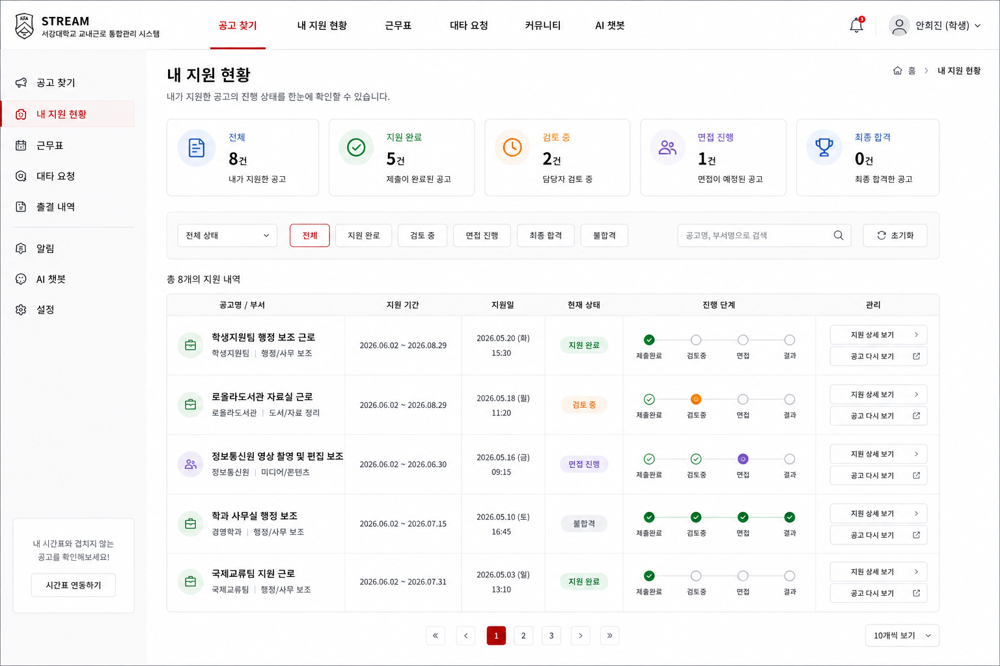 STREAM
서강대학교 교내근로 통합관리 시스템
공고 찾기
내 지원 현황
근무표
대타 요청
커뮤니티
AI 챗봇
3
안희진 (학생)
공고 찾기
내 지원 현황
근무표
대타 요청
출결 내역
알림
AI 챗봇
설정
내 시간표와 겹치지 않는
공고를 확인해보세요!
시간표 연동하기
내 지원 현황
내가 지원한 공고의 진행 상태를 한눈에 확인할 수 있습니다.
홈 > 내 지원 현황
전체
8건
내가 지원한 공고
지원 완료
5건
제출이 완료된 공고
검토 중
2건
담당자 검토 중
면접 진행
1건
면접이 예정된 공고
최종 합격
0건
최종 합격한 공고
전체 상태
전체
지원 완료
검토 중
면접 진행
최종 합격
불합격
공고명, 부서명으로 검색
초기화
총 8개의 지원 내역
공고명 / 부서
지원 기간
지원일
현재 상태
진행 단계
관리
학생지원팀 행정 보조 근로
학생지원팀 | 행정/사무 보조
2026.06.02 ~ 2026.08.29
2026.05.20 (화)
15:30
지원 완료
제출완료
검토중
면접
결과
지원 상세 보기
공고 다시 보기
로욜라도서관 자료실 근로
로욜라도서관 | 도서/자료 정리
2026.06.02 ~ 2026.08.29
2026.05.18 (월)
11:20
검토 중
제출완료
검토중
면접
결과
지원 상세 보기
공고 다시 보기
정보통신원 영상 촬영 및 편집 보조
정보통신원 | 미디어/콘텐츠
2026.06.02 ~ 2026.06.30
2026.05.16 (금)
09:15
면접 진행
제출완료
검토중
면접
결과
지원 상세 보기
공고 다시 보기
학과 사무실 행정 보조
경영학과 | 행정/사무 보조
2026.06.02 ~ 2026.07.15
2026.05.10 (토)
16:45
불합격
제출완료
검토중
면접
결과
지원 상세 보기
공고 다시 보기
국제교류팀 지원 근로
국제교류팀 | 행정/사무 보조
2026.06.02 ~ 2026.07.31
2026.05.03 (일)
13:10
지원 완료
제출완료
검토중
면접
결과
지원 상세 보기
공고 다시 보기
« < 1 2 3 > »
10개씩 보기